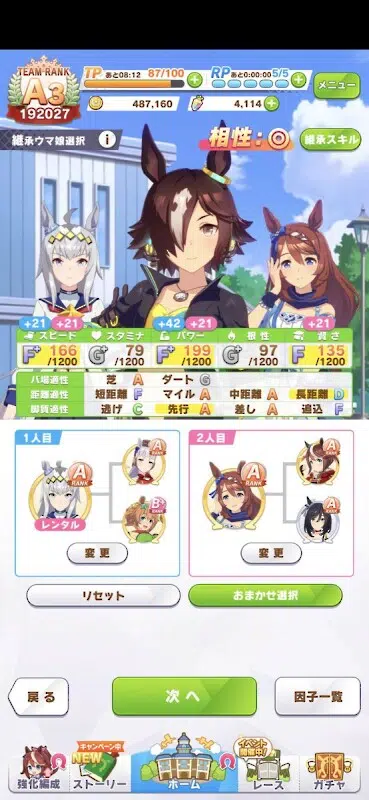 TEAM RANK
A3
192027
TP あと08:12 87/100
RP あと0:00:00 5/5
メニュー
487,160
4,114
継承ウマ娘選択
相性:◎
継承スキル
+21 +21 +42 +21 +21
スピード スタミナ パワー 根性 賢さ
F+ 166 /1200 G+ 79 /1200 F+ 199 /1200 G+ 97 /1200 F 135 /1200
バ場適性 芝 A ダート G
距離適性 短距離 F マイル A 中距離 A 長距離 D
脚質適性 逃げ C 先行 A 差し A 追込 F
1人目
2人目
A RANK
A RANK
B+ RANK
A RANK
A RANK
A RANK
レンタル
変更
変更
リセット
おまかせ選択
戻る
次へ
因子一覧
強化編成
キャンペーン中
NEW
ストーリー
ホーム
イベント開催中!
レース
ガチャ